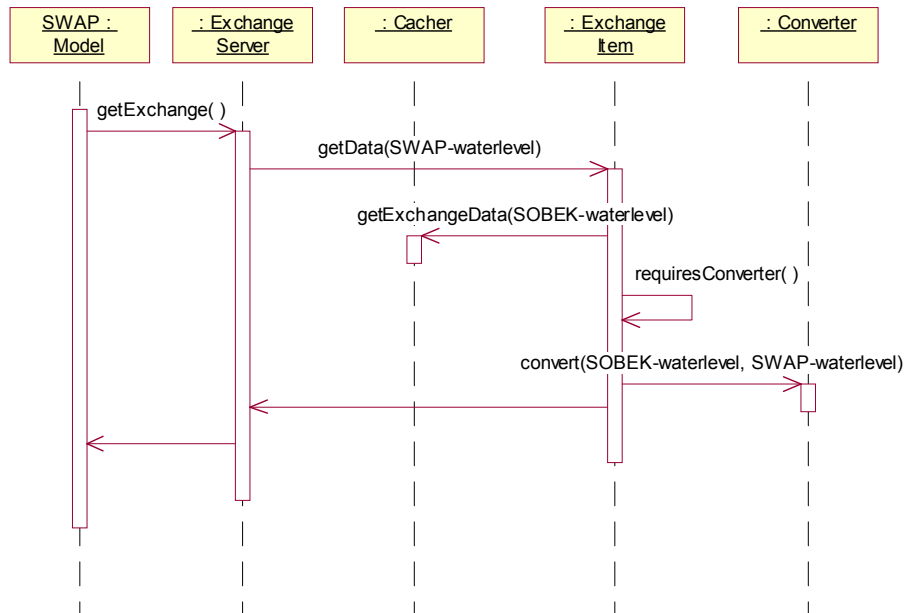 SWAP :
Model
: Exchange
Server
: Cacher
: Exchange
Item
: Converter
getExchange( )
getData(SWAP-waterlevel)
getExchangeData(SOBEK-waterlevel)
requiresConverter( )
convert(SOBEK-waterlevel, SWAP-waterlevel)